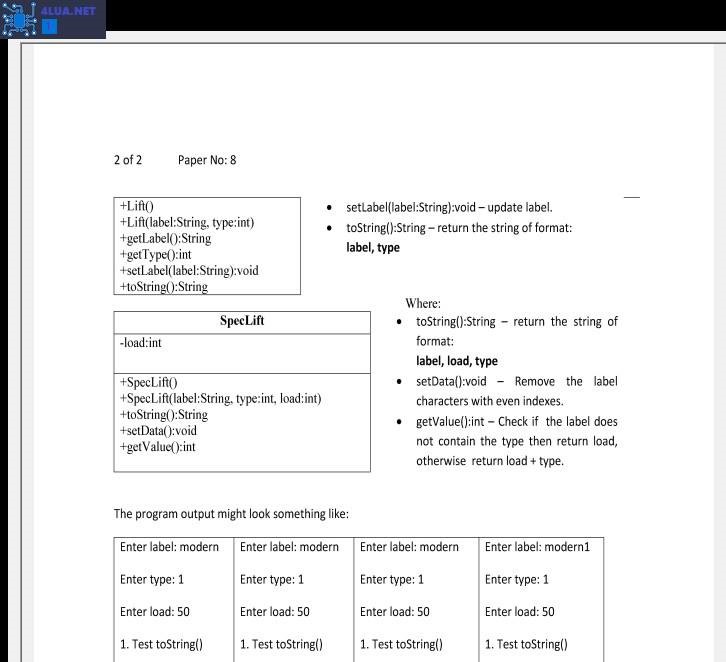 4LUA.NET
2 of 2 Paper No: 8
+Lift()
+Lift(label:String, type:int)
+getLabel():String
+getType():int
+setLabel(label:String):void
+toString():String
• setLabel(label:String):void – update label.
• toString():String – return the string of format:
label, type
SpecLift
-load:int
+SpecLift()
+SpecLift(label:String, type:int, load:int)
+toString():String
+setData():void
+getValue():int
Where:
• toString():String – return the string of
format:
label, load, type
• setData():void – Remove the label
characters with even indexes.
• getValue():int – Check if the label does
not contain the type then return load,
otherwise return load + type.
The program output might look something like:
Enter label: modern Enter label: modern Enter label: modern Enter label: modern1
Enter type: 1 Enter type: 1 Enter type: 1 Enter type: 1
Enter load: 50 Enter load: 50 Enter load: 50 Enter load: 50
1. Test toString() 1. Test toString() 1. Test toString() 1. Test toString()